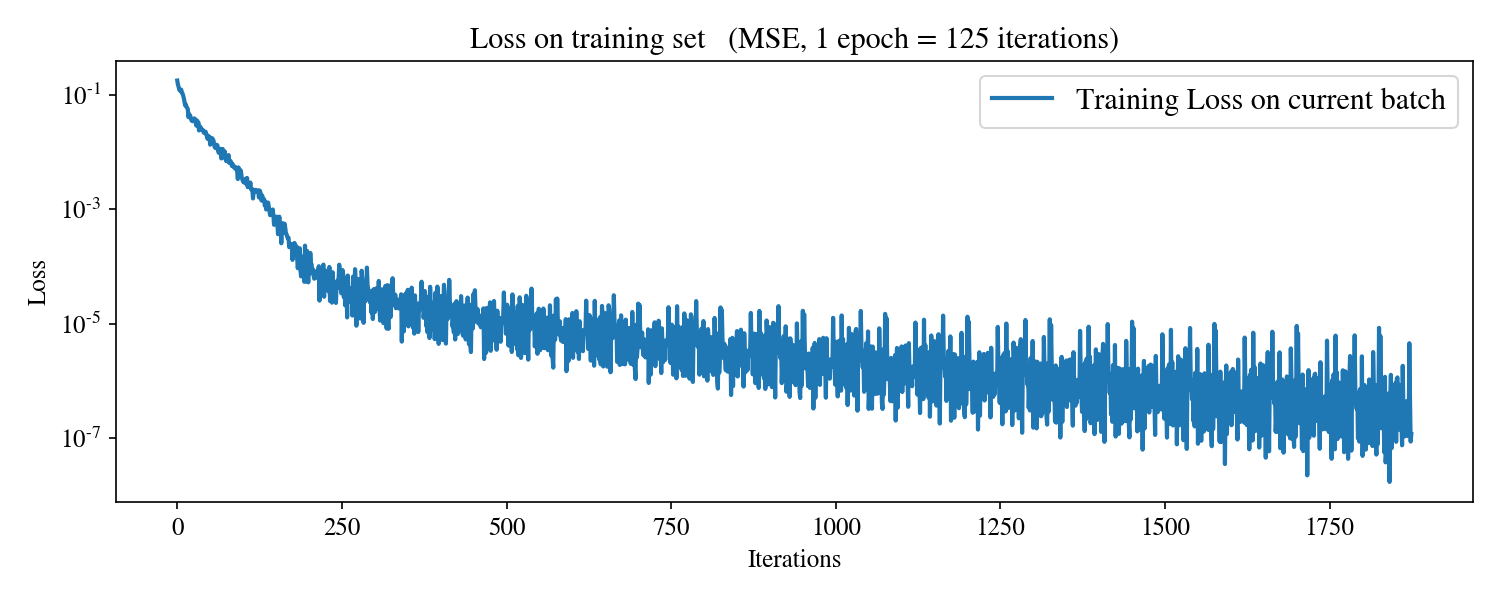 Loss on training set (MSE, 1 epoch = 125 iterations)
Training Loss on current batch
Loss
10-1
10-3
10-5
10-7
0 250 500 750 1000 1250 1500 1750
Iterations